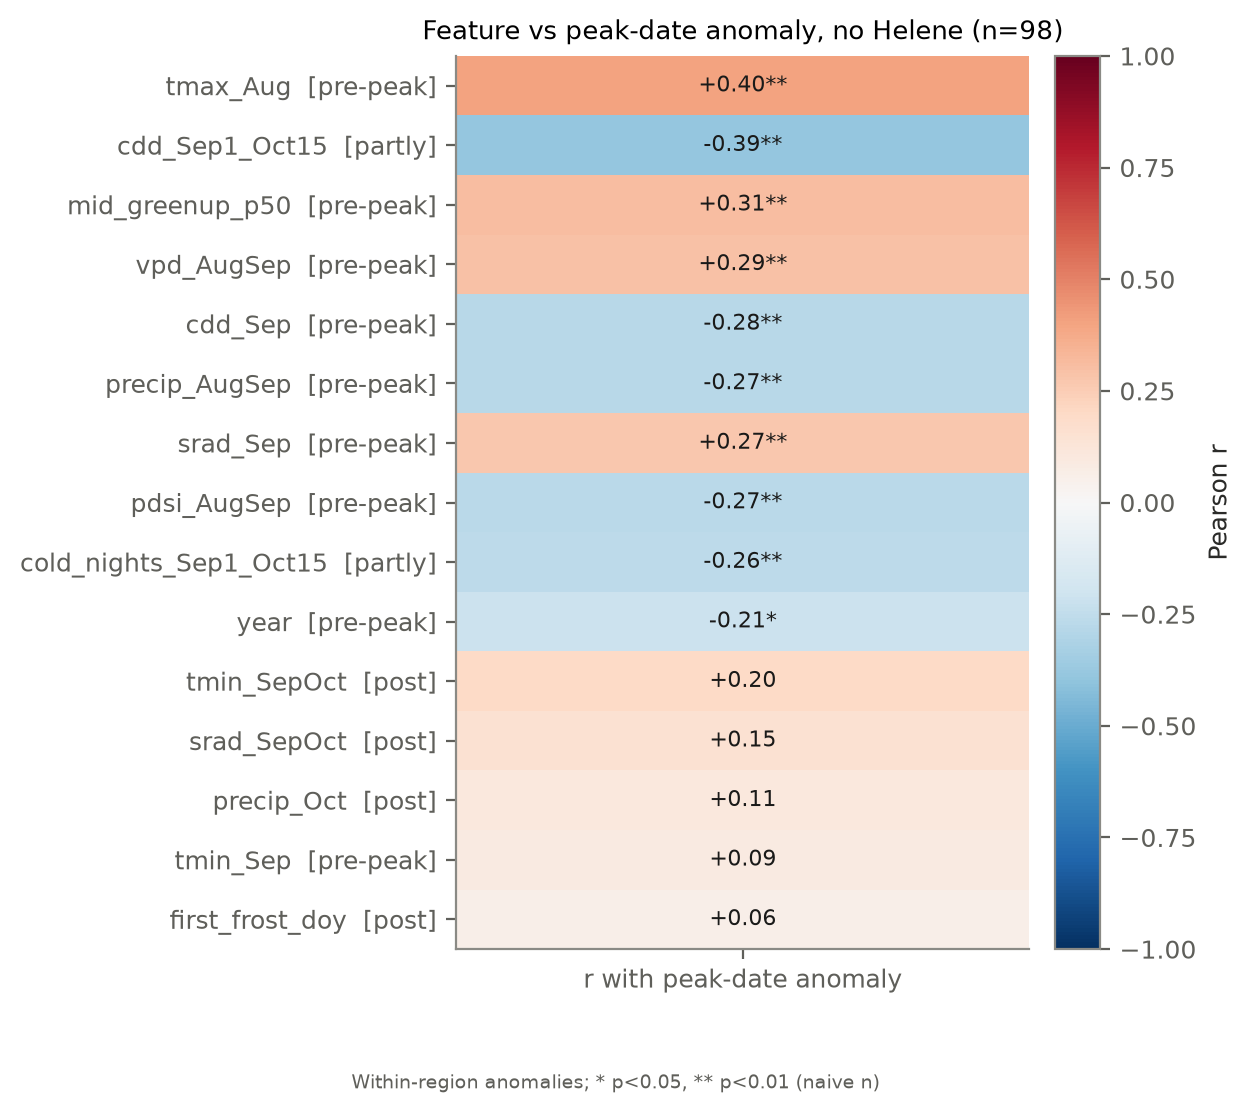 Feature vs peak-date anomaly, no Helene (n=98)
tmax_Aug [pre-peak] +0.40**
cdd_Sep1_Oct15 [partly] -0.39**
mid_greenup_p50 [pre-peak] +0.31**
vpd_AugSep [pre-peak] +0.29**
cdd_Sep [pre-peak] -0.28**
precip_AugSep [pre-peak] -0.27**
srad_Sep [pre-peak] +0.27**
pdsi_AugSep [pre-peak] -0.27**
cold_nights_Sep1_Oct15 [partly] -0.26**
year [pre-peak] -0.21*
tmin_SepOct [post] +0.20
srad_SepOct [post] +0.15
precip_Oct [post] +0.11
tmin_Sep [pre-peak] +0.09
first_frost_doy [post] +0.06
r with peak-date anomaly
1.00
0.75
0.50
0.25
0.00
−0.25
−0.50
−0.75
−1.00
Pearson r
Within-region anomalies; * p<0.05, ** p<0.01 (naive n)